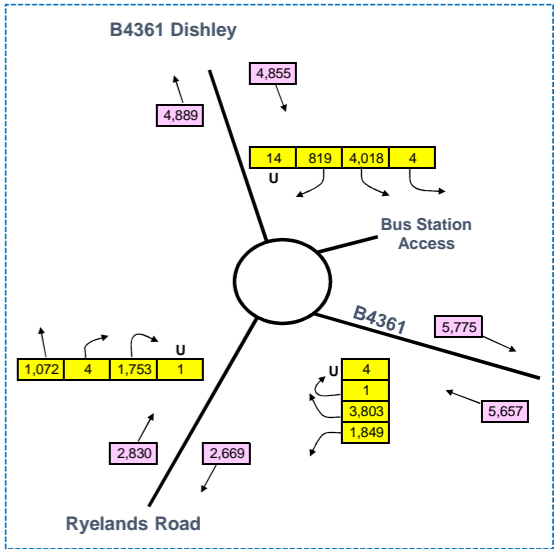 B4361 Dishley
4,855
4,889
14 819 4,018 4
U
Bus Station
Access
B4361
5,775
U
1,072 4 1,753 1
U 4
1
3,803
1,849
5,657
2,830
2,669
Ryelands Road